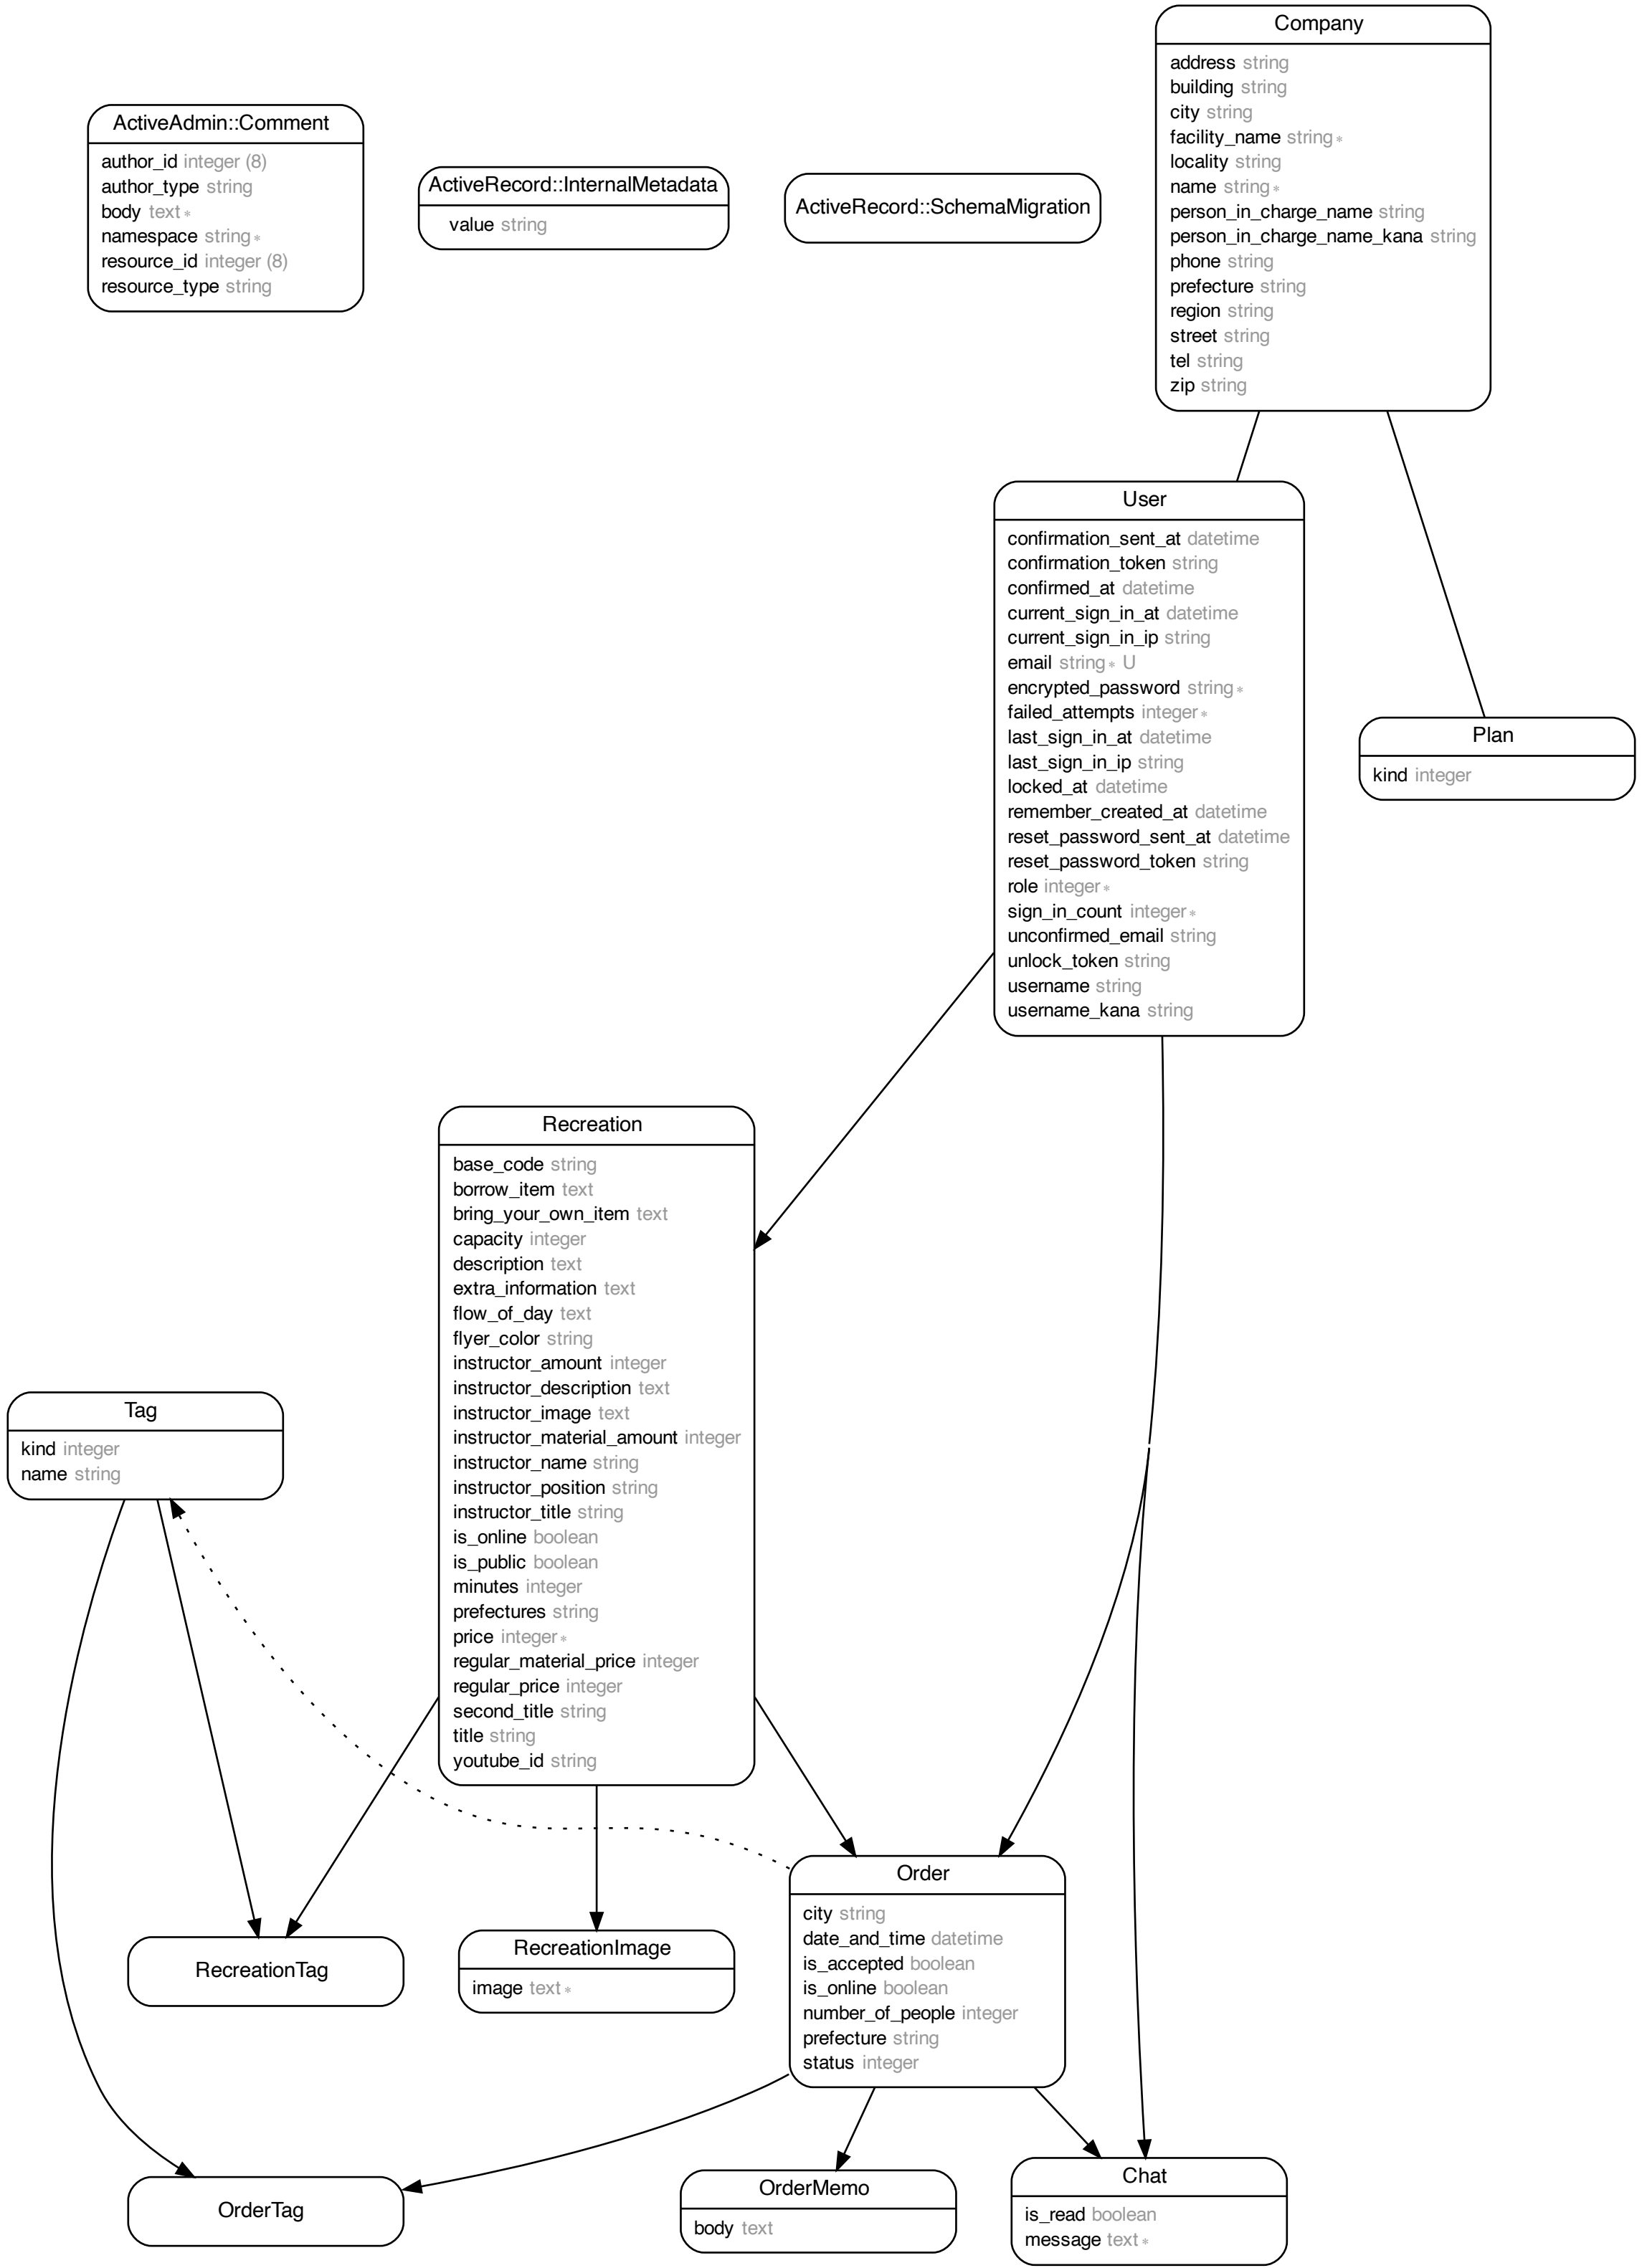 Company
address string
building string
city string
facility_name string∗
locality string
name string∗
person_in_charge_name string
person_in_charge_name_kana string
phone string
prefecture string
region string
street string
tel string
zip string
ActiveAdmin::Comment
author_id integer (8)
author_type string
body text∗
namespace string∗
resource_id integer (8)
resource_type string
ActiveRecord::InternalMetadata
value string
ActiveRecord::SchemaMigration
User
confirmation_sent_at datetime
confirmation_token string
confirmed_at datetime
current_sign_in_at datetime
current_sign_in_ip string
email string∗ U
encrypted_password string∗
failed_attempts integer∗
last_sign_in_at datetime
last_sign_in_ip string
locked_at datetime
remember_created_at datetime
reset_password_sent_at datetime
reset_password_token string
role integer∗
sign_in_count integer∗
unconfirmed_email string
unlock_token string
username string
username_kana string
Plan
kind integer
Recreation
base_code string
borrow_item text
bring_your_own_item text
capacity integer
description text
extra_information text
flow_of_day text
flyer_color string
instructor_amount integer
instructor_description text
instructor_image text
instructor_material_amount integer
instructor_name string
instructor_position string
instructor_title string
is_online boolean
is_public boolean
minutes integer
prefectures string
price integer∗
regular_material_price integer
regular_price integer
second_title string
title string
youtube_id string
Tag
kind integer
name string
Order
city string
date_and_time datetime
is_accepted boolean
is_online boolean
number_of_people integer
prefecture string
status integer
RecreationTag
RecreationImage
image text∗
OrderTag
OrderMemo
body text
Chat
is_read boolean
message text∗